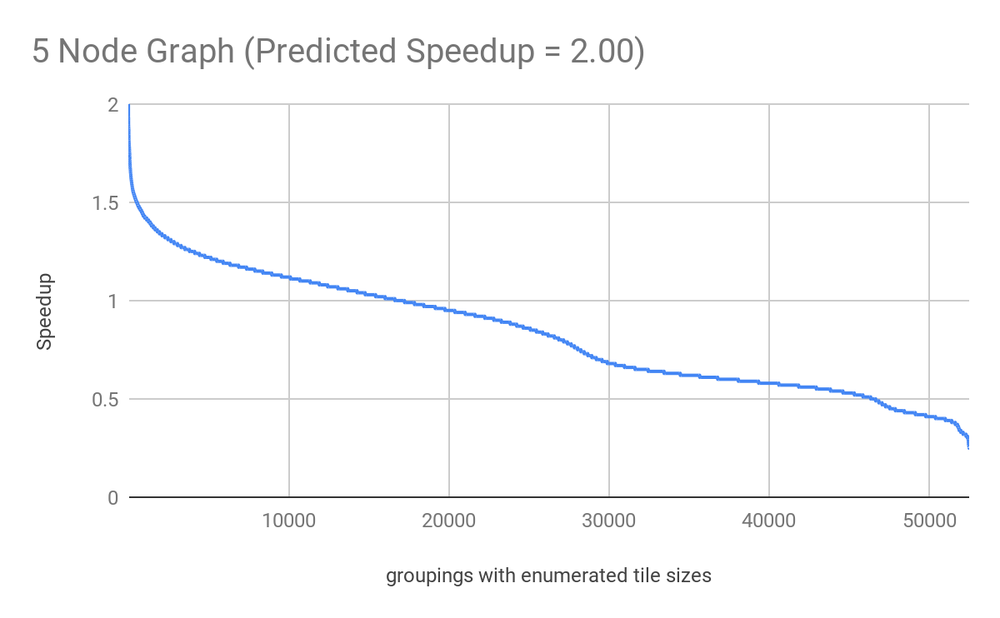 5 Node Graph (Predicted Speedup = 2.00)
2
1.5
1
0.5
0
Speedup
10000 20000 30000 40000 50000
groupings with enumerated tile sizes